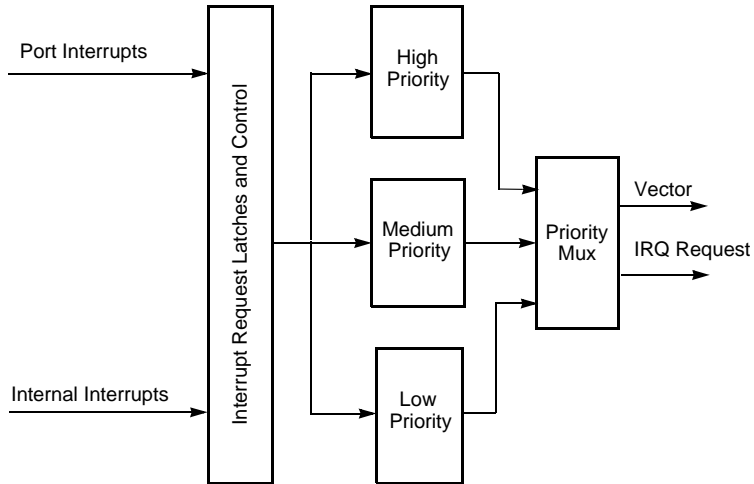 Port Interrupts
Internal Interrupts
Interrupt Request Latches and Control
High
Priority
Medium
Priority
Low
Priority
Priority
Mux
Vector
IRQ Request